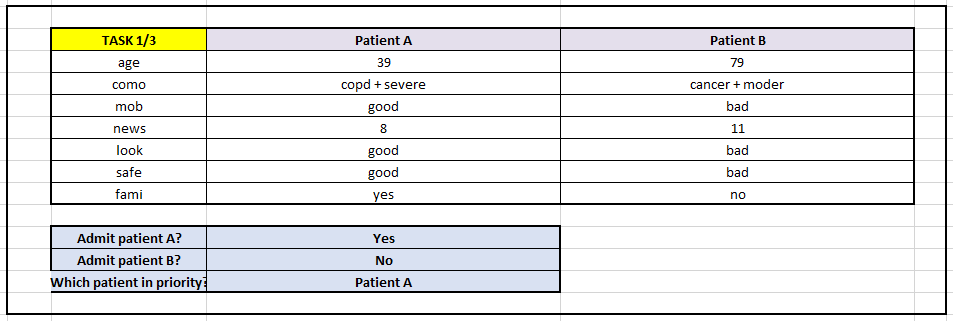 TASK 1/3 Patient A Patient B
age 39 79
como copd + severe cancer + moder
mob good bad
news 8 11
look good bad
safe good bad
fami yes no
Admit patient A? Yes
Admit patient B? No
Which patient in priority? Patient A